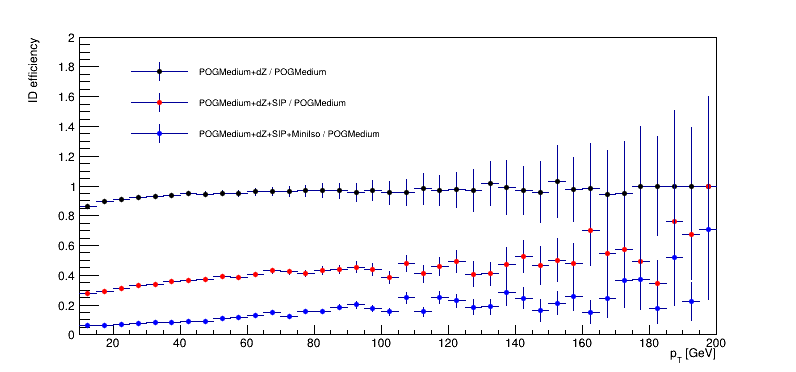 ID efficiency
2
1.8
1.6
1.4
1.2
1
0.8
0.6
0.4
0.2
0
POGMedium+dZ / POGMedium
POGMedium+dZ+SIP / POGMedium
POGMedium+dZ+SIP+MiniIso / POGMedium
20 40 60 80 100 120 140 160 180 200
p_T [GeV]